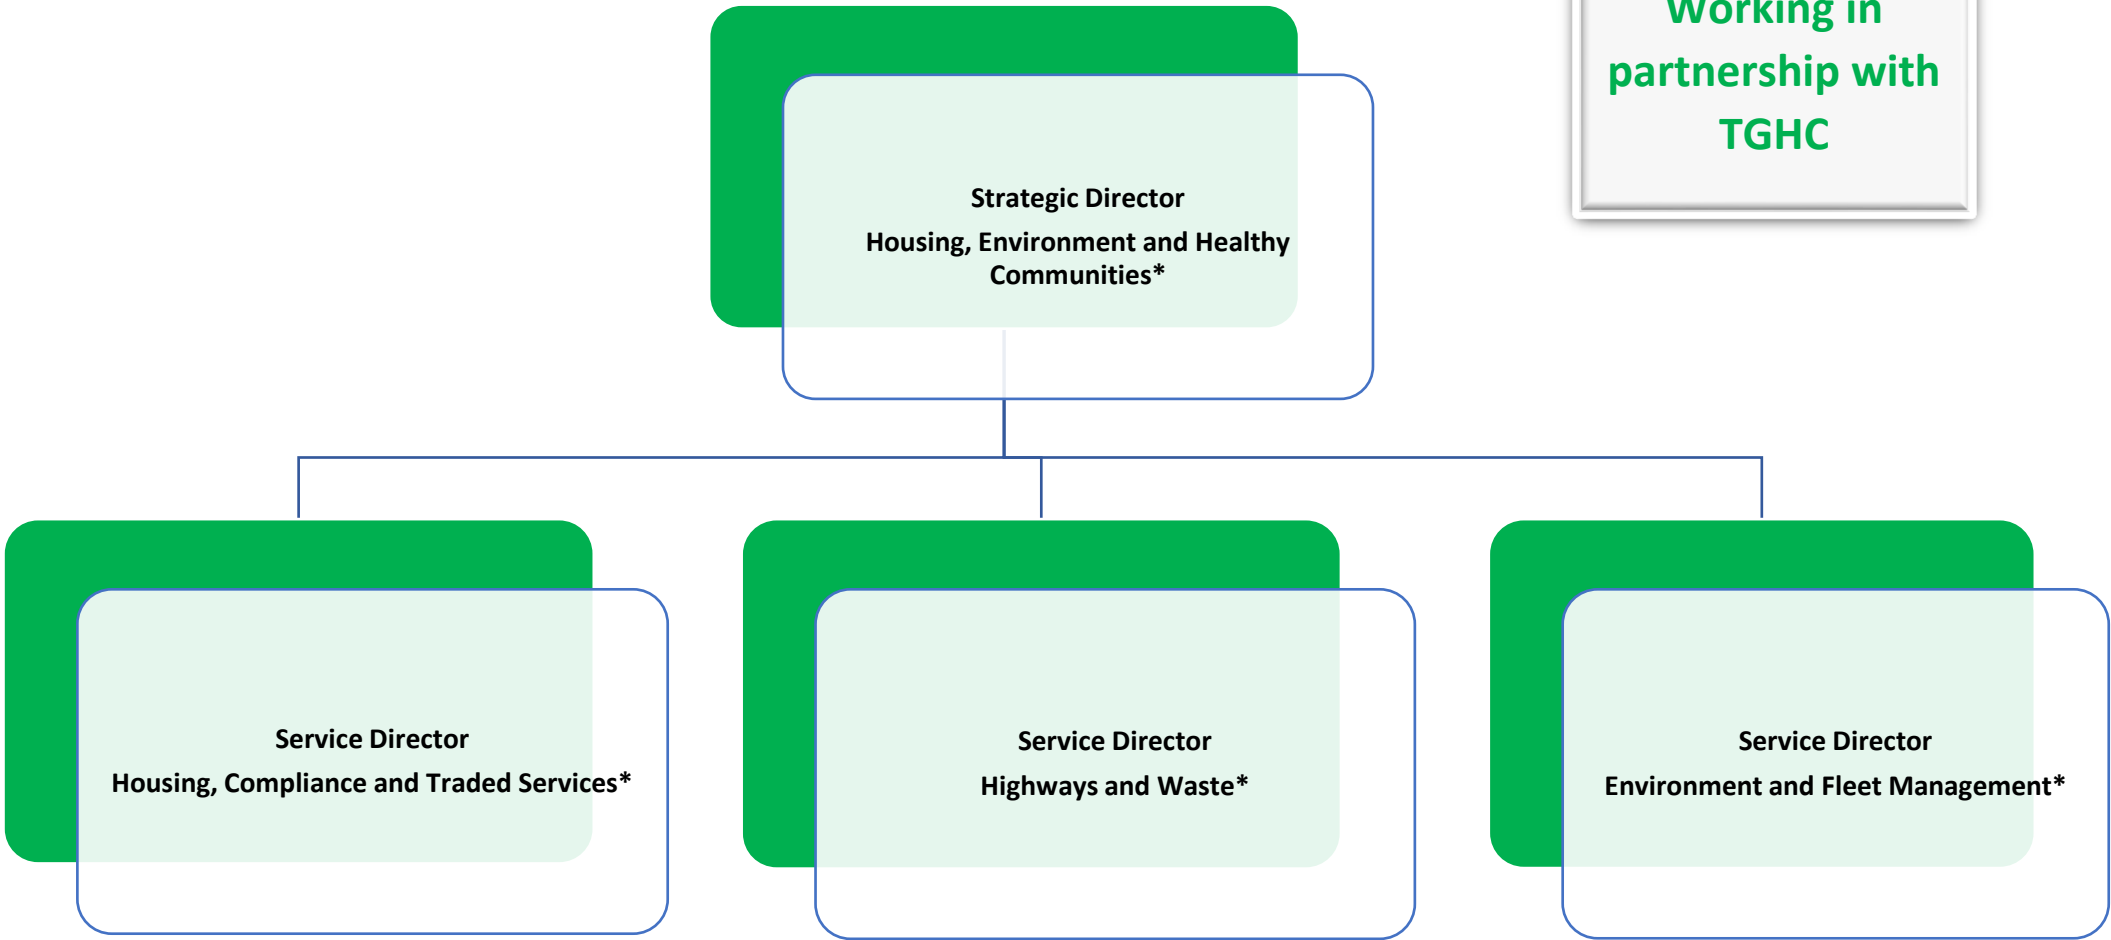 Working in
partnership with
TGHC
Strategic Director
Housing, Environment and Healthy
Communities*
Service Director
Housing, Compliance and Traded Services*
Service Director
Highways and Waste*
Service Director
Environment and Fleet Management*